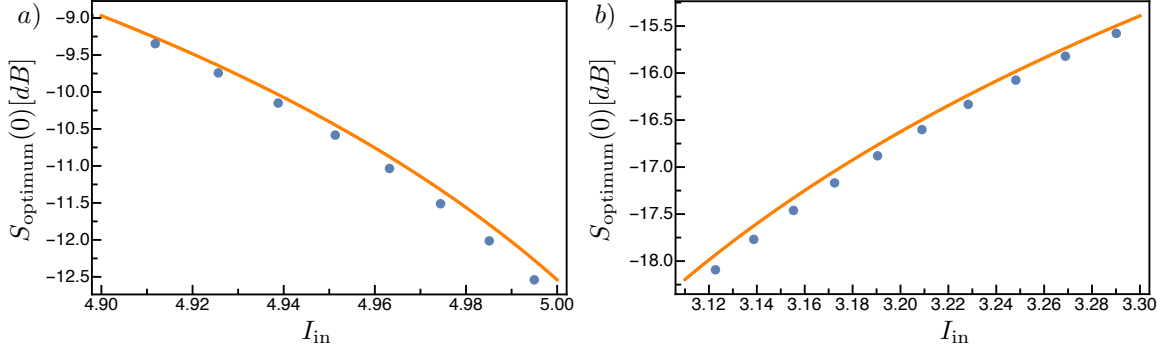 a)
S_optimum(0)[dB]
-9.0
-9.5
-10.0
-10.5
-11.0
-11.5
-12.0
-12.5
4.90 4.92 4.94 4.96 4.98 5.00
I_in
b)
S_optimum(0)[dB]
-15.5
-16.0
-16.5
-17.0
-17.5
-18.0
3.12 3.14 3.16 3.18 3.20 3.22 3.24 3.26 3.28 3.30
I_in